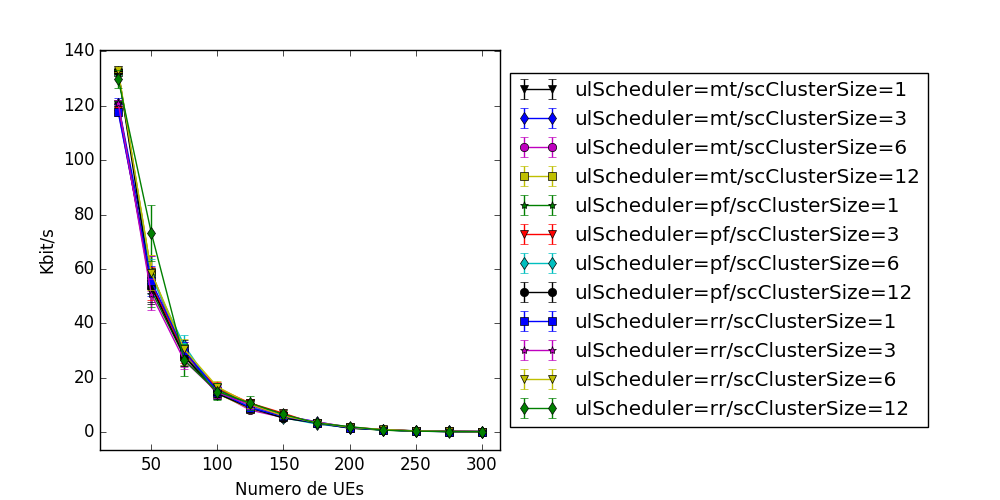 140
120
100
80
60
40
20
0
Kbit/s
50 100 150 200 250 300
Numero de UEs
ulScheduler=mt/scClusterSize=1
ulScheduler=mt/scClusterSize=3
ulScheduler=mt/scClusterSize=6
ulScheduler=mt/scClusterSize=12
ulScheduler=pf/scClusterSize=1
ulScheduler=pf/scClusterSize=3
ulScheduler=pf/scClusterSize=6
ulScheduler=pf/scClusterSize=12
ulScheduler=rr/scClusterSize=1
ulScheduler=rr/scClusterSize=3
ulScheduler=rr/scClusterSize=6
ulScheduler=rr/scClusterSize=12